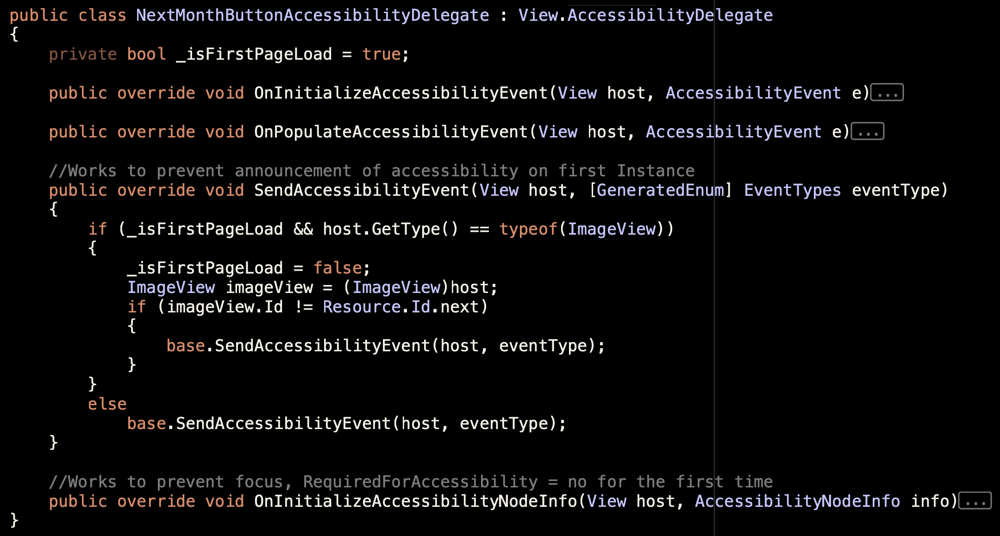 public class NextMonthButtonAccessibilityDelegate : View.AccessibilityDelegate
{
    private bool _isFirstPageLoad = true;

    public override void OnInitializeAccessibilityEvent(View host, AccessibilityEvent e)...

    public override void OnPopulateAccessibilityEvent(View host, AccessibilityEvent e)...

    //Works to prevent announcement of accessibility on first Instance
    public override void SendAccessibilityEvent(View host, [GeneratedEnum] EventTypes eventType)
    {
        if (_isFirstPageLoad && host.GetType() == typeof(ImageView))
        {
            _isFirstPageLoad = false;
            ImageView imageView = (ImageView)host;
            if (imageView.Id != Resource.Id.next)
            {
                base.SendAccessibilityEvent(host, eventType);
            }
        }
        else
            base.SendAccessibilityEvent(host, eventType);
    }

    //Works to prevent focus, RequiredForAccessibility = no for the first time
    public override void OnInitializeAccessibilityNodeInfo(View host, AccessibilityNodeInfo info)...
}